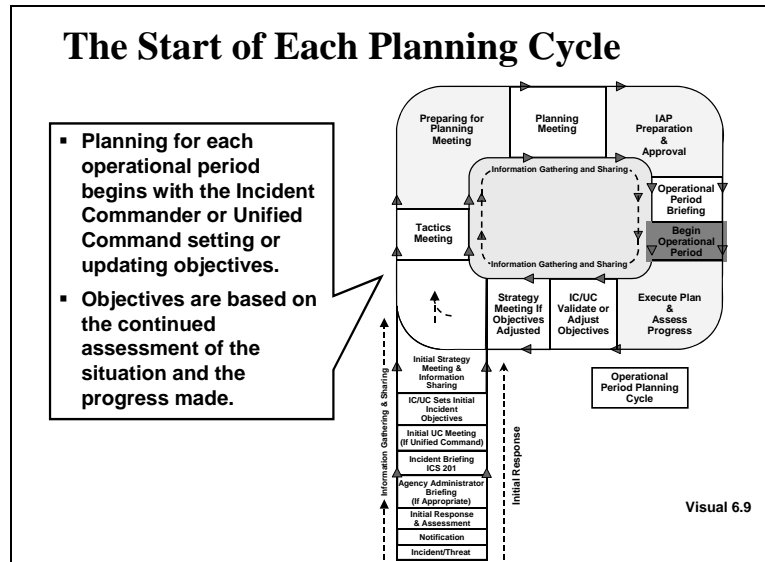 The Start of Each Planning Cycle
▪ Planning for each
operational period
begins with the Incident
Commander or Unified
Command setting or
updating objectives.
▪ Objectives are based on
the continued
assessment of the
situation and the
progress made.
Preparing for
Planning
Meeting
Planning
Meeting
IAP
Preparation
&
Approval
Information Gathering and Sharing
Operational
Period
Briefing
Tactics
Meeting
Begin
Operational
Period
Information Gathering and Sharing
Strategy
Meeting If
Objectives
Adjusted
IC/UC
Validate or
Adjust
Objectives
Execute Plan
&
Assess
Progress
Initial Strategy
Meeting &
Information
Sharing
IC/UC Sets Initial
Incident
Objectives
Initial UC Meeting
(If Unified Command)
Incident Briefing
ICS 201
Agency Administrator
Briefing
(If Appropriate)
Initial Response
& Assessment
Notification
Incident/Threat
Information Gathering & Sharing
Initial Response
Operational
Period Planning
Cycle
Visual 6.9